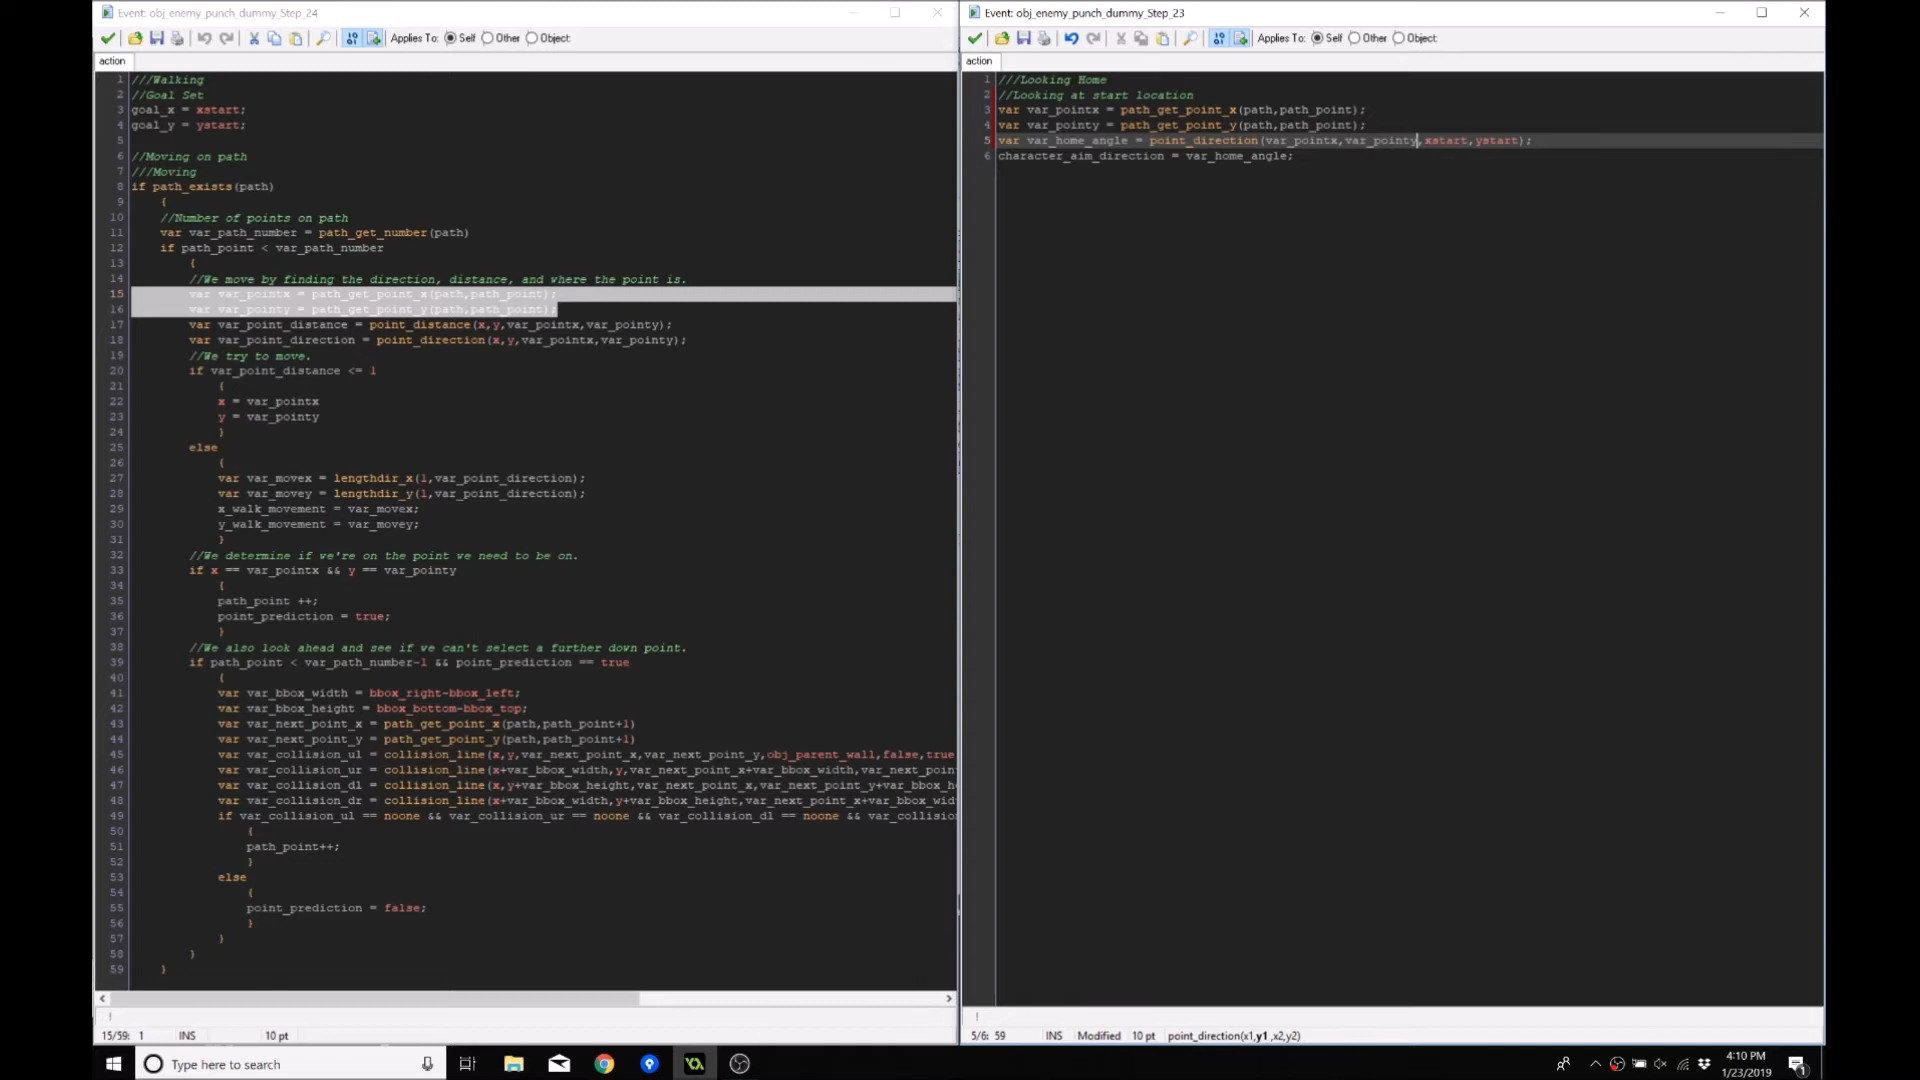 Event: obj_enemy_punch_dummy_Step_24
Applies To: Self Other Object:
action
1 ///Walking
2 //Goal Set
3 goal_x = xstart;
4 goal_y = ystart;
5
6 //Moving on path
7 ///Moving
8 if path_exists(path)
9 {
10 //Number of points on path
11 var var_path_number = path_get_number(path)
12 if path_point < var_path_number
13 {
14 //We move by finding the direction, distance, and where the point is.
15 var var_pointx = path_get_point_x(path,path_point);
16 var var_pointy = path_get_point_y(path,path_point);
17 var var_point_distance = point_distance(x,y,var_pointx,var_pointy);
18 var var_point_direction = point_direction(x,y,var_pointx,var_pointy);
19 //We try to move.
20 if var_point_distance <= 1
21 {
22 x = var_pointx
23 y = var_pointy
24 }
25 else
26 {
27 var var_movex = lengthdir_x(1,var_point_direction);
28 var var_movey = lengthdir_y(1,var_point_direction);
29 x_walk_movement = var_movex;
30 y_walk_movement = var_movey;
31 }
32 //We determine if we're on the point we need to be on.
33 if x == var_pointx && y == var_pointy
34 {
35 path_point ++;
36 point_prediction = true;
37 }
38 //We also look ahead and see if we can't select a further down point.
39 if path_point < var_path_number-1 && point_prediction == true
40 {
41 var var_bbox_width = bbox_right-bbox_left;
42 var var_bbox_height = bbox_bottom-bbox_top;
43 var var_next_point_x = path_get_point_x(path,path_point+1)
44 var var_next_point_y = path_get_point_y(path,path_point+1)
45 var var_collision_ul = collision_line(x,y,var_next_point_x,var_next_point_y,obj_parent_wall,false,true
46 var var_collision_ur = collision_line(x+var_bbox_width,y,var_next_point_x+var_bbox_width,var_next_poin
47 var var_collision_dl = collision_line(x,y+var_bbox_height,var_next_point_x,var_next_point_y+var_bbox_h
48 var var_collision_dr = collision_line(x+var_bbox_width,y+var_bbox_height,var_next_point_x+var_bbox_wid
49 if var_collision_ul == noone && var_collision_ur == noone && var_collision_dl == noone && var_collision
50 {
51 path_point++;
52 }
53 else
54 {
55 point_prediction = false;
56 }
57 }
58 }
59 }
15/59: 1 INS 10 pt
Event: obj_enemy_punch_dummy_Step_23
Applies To: Self Other Object:
action
1 ///Looking Home
2 //Looking at start location
3 var var_pointx = path_get_point_x(path,path_point);
4 var var_pointy = path_get_point_y(path,path_point);
5 var var_home_angle = point_direction(var_pointx,var_pointy,xstart,ystart);
6 character_aim_direction = var_home_angle;
5/6: 59 INS Modified 10 pt point_direction(x1,y1 ,x2,y2)
Type here to search
4:10 PM
1/23/2019
1